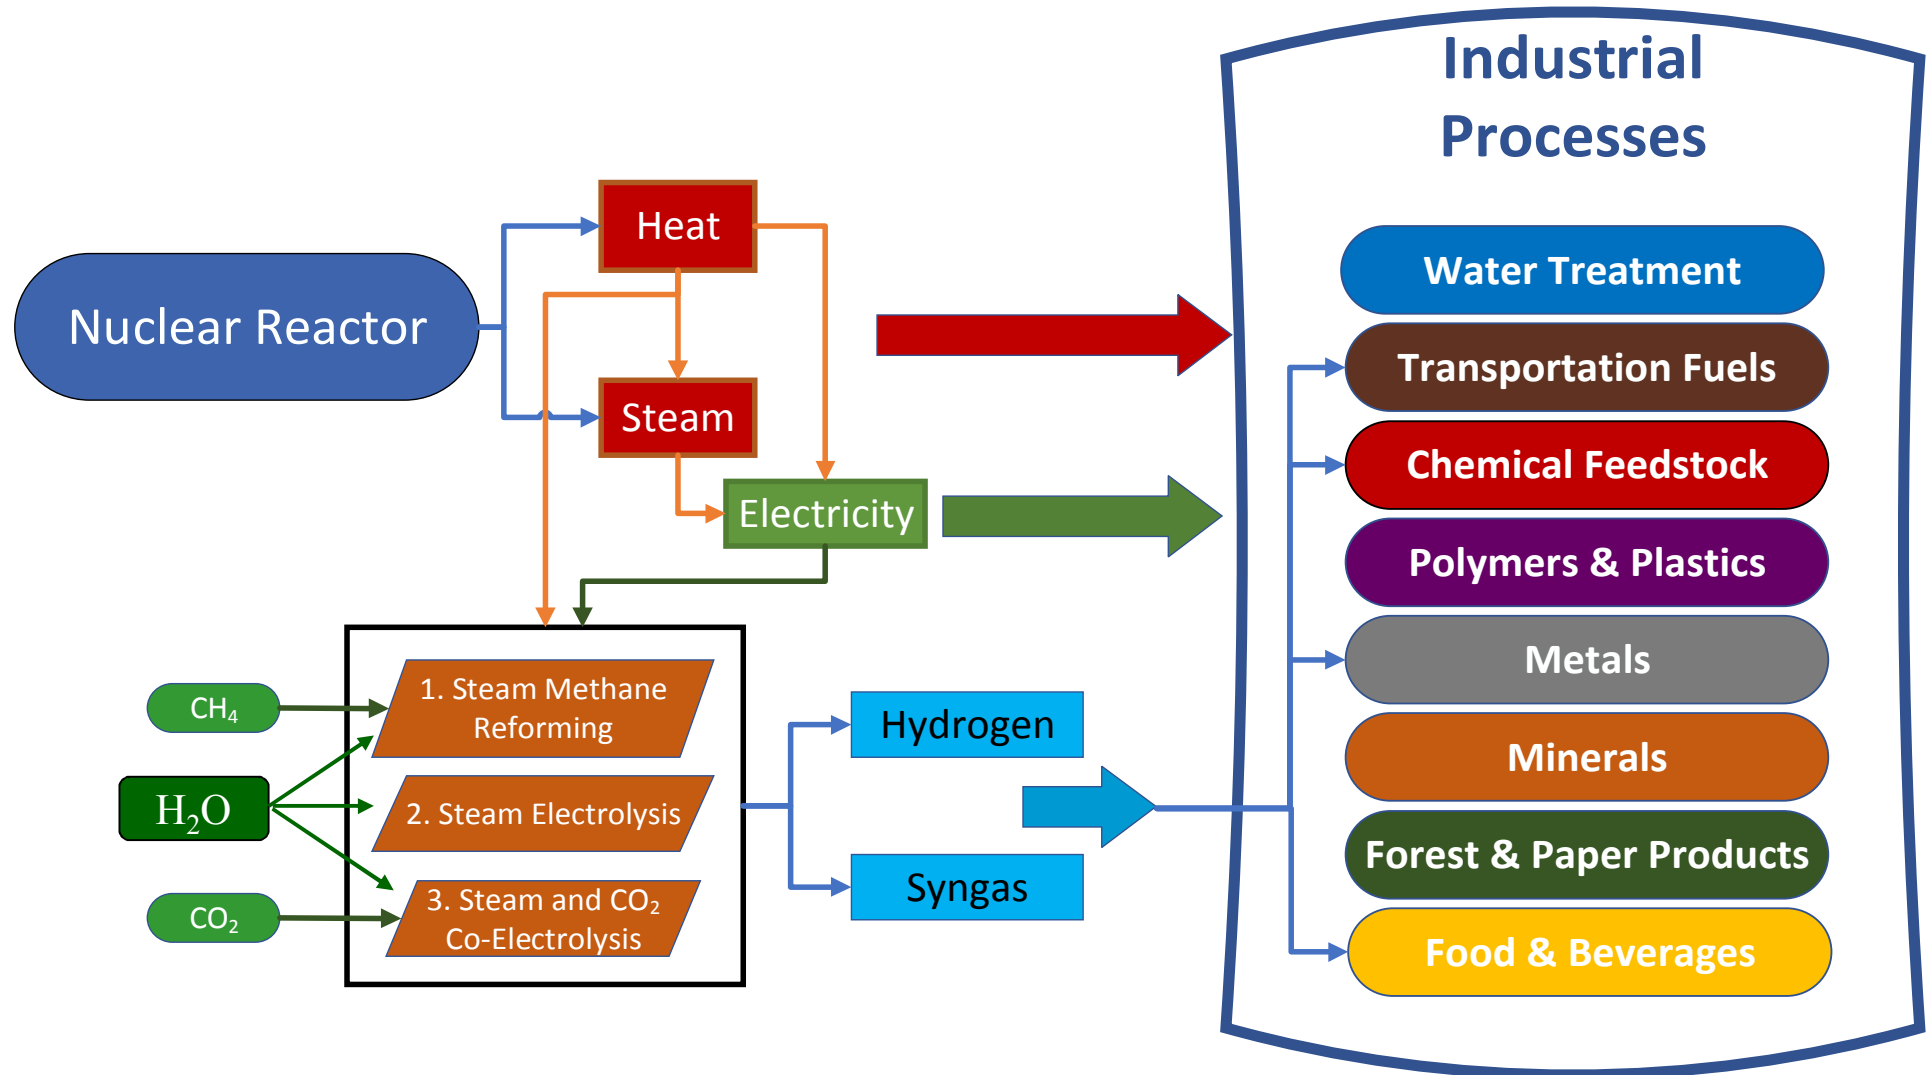 Industrial
Processes
Heat
Nuclear Reactor
Steam
Electricity
Water Treatment
Transportation Fuels
Chemical Feedstock
Polymers & Plastics
Metals
Minerals
Forest & Paper Products
Food & Beverages
CH₄
H₂O
CO₂
1. Steam Methane
Reforming
2. Steam Electrolysis
3. Steam and CO₂
Co-Electrolysis
Hydrogen
Syngas